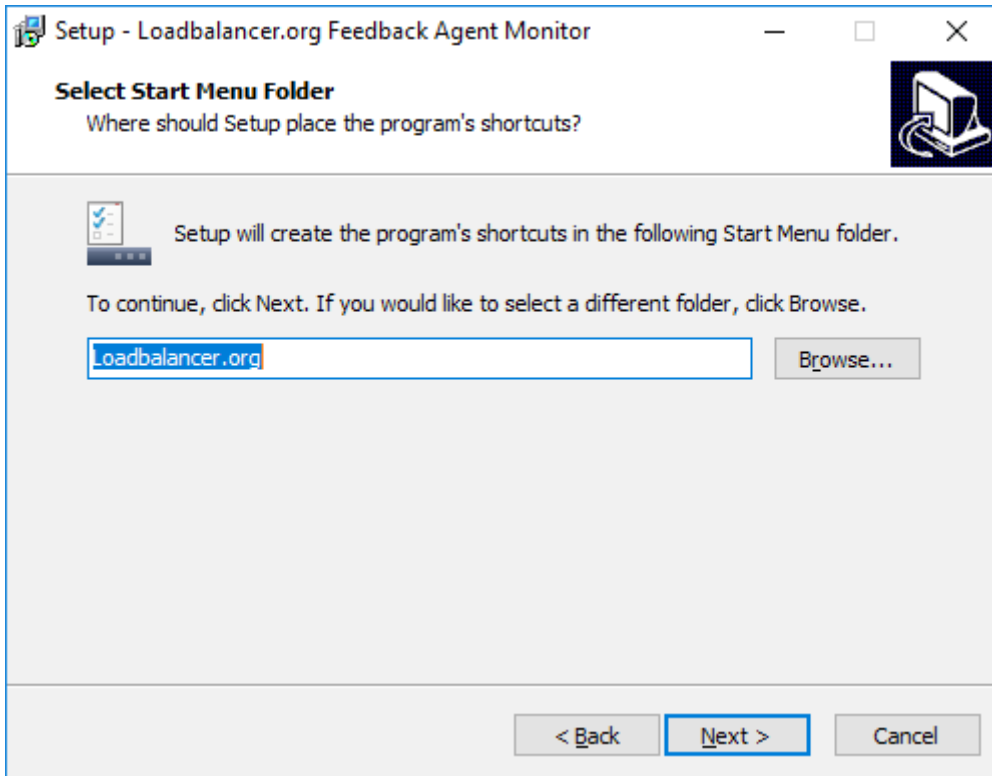 Setup - Loadbalancer.org Feedback Agent Monitor
Select Start Menu Folder
Where should Setup place the program's shortcuts?
Setup will create the program's shortcuts in the following Start Menu folder.
To continue, click Next. If you would like to select a different folder, click Browse.
Loadbalancer.org
Browse...
< Back
Next >
Cancel